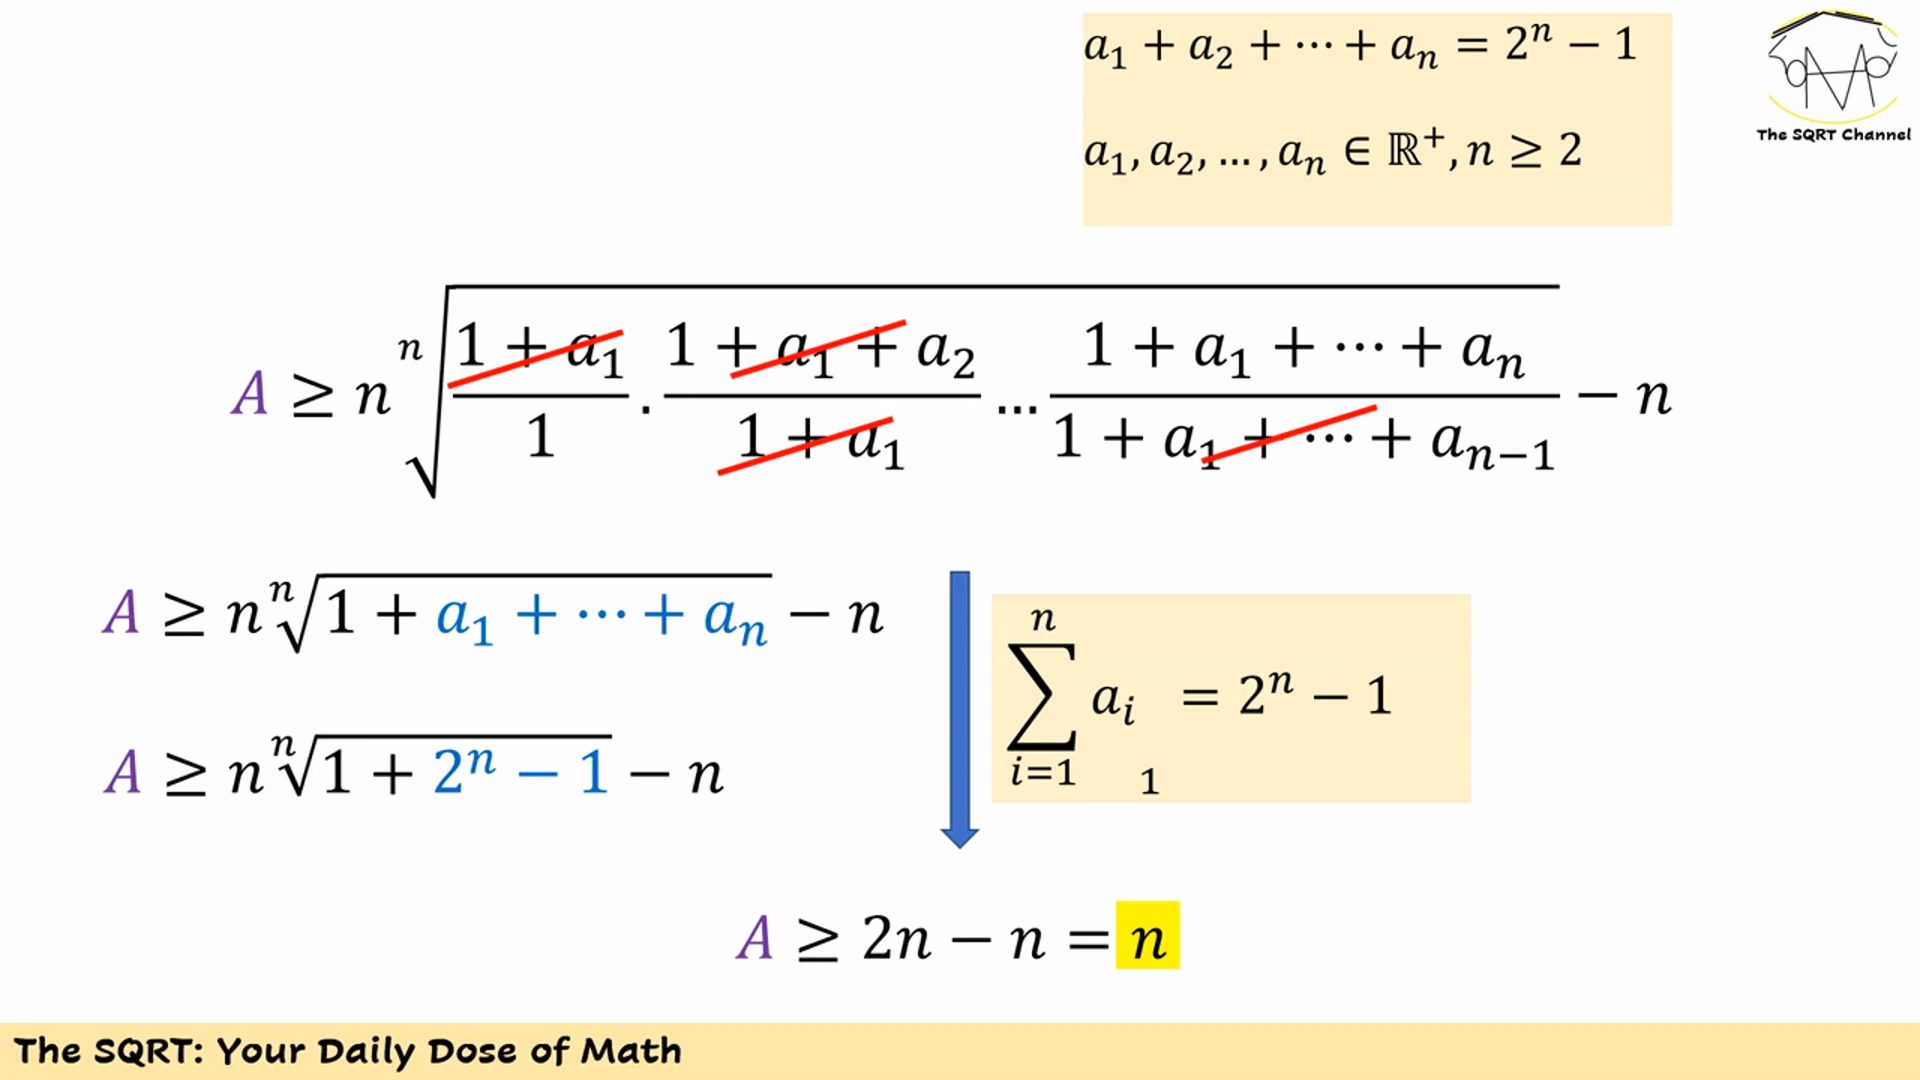 a₁ + a₂ + ⋯ + aₙ = 2ⁿ − 1
a₁, a₂, …, aₙ ∈ ℝ⁺, n ≥ 2
The SQRT Channel
A ≥ n ⁿ√((1 + a₁)/1 . (1 + a₁ + a₂)/(1 + a₁) … (1 + a₁ + ⋯ + aₙ)/(1 + a₁ + ⋯ + aₙ₋₁)) − n
A ≥ n ⁿ√(1 + a₁ + ⋯ + aₙ) − n
∑ᵢ₌₁ⁿ aᵢ = 2ⁿ − 1
1
A ≥ n ⁿ√(1 + 2ⁿ − 1) − n
A ≥ 2n − n = n
The SQRT: Your Daily Dose of Math